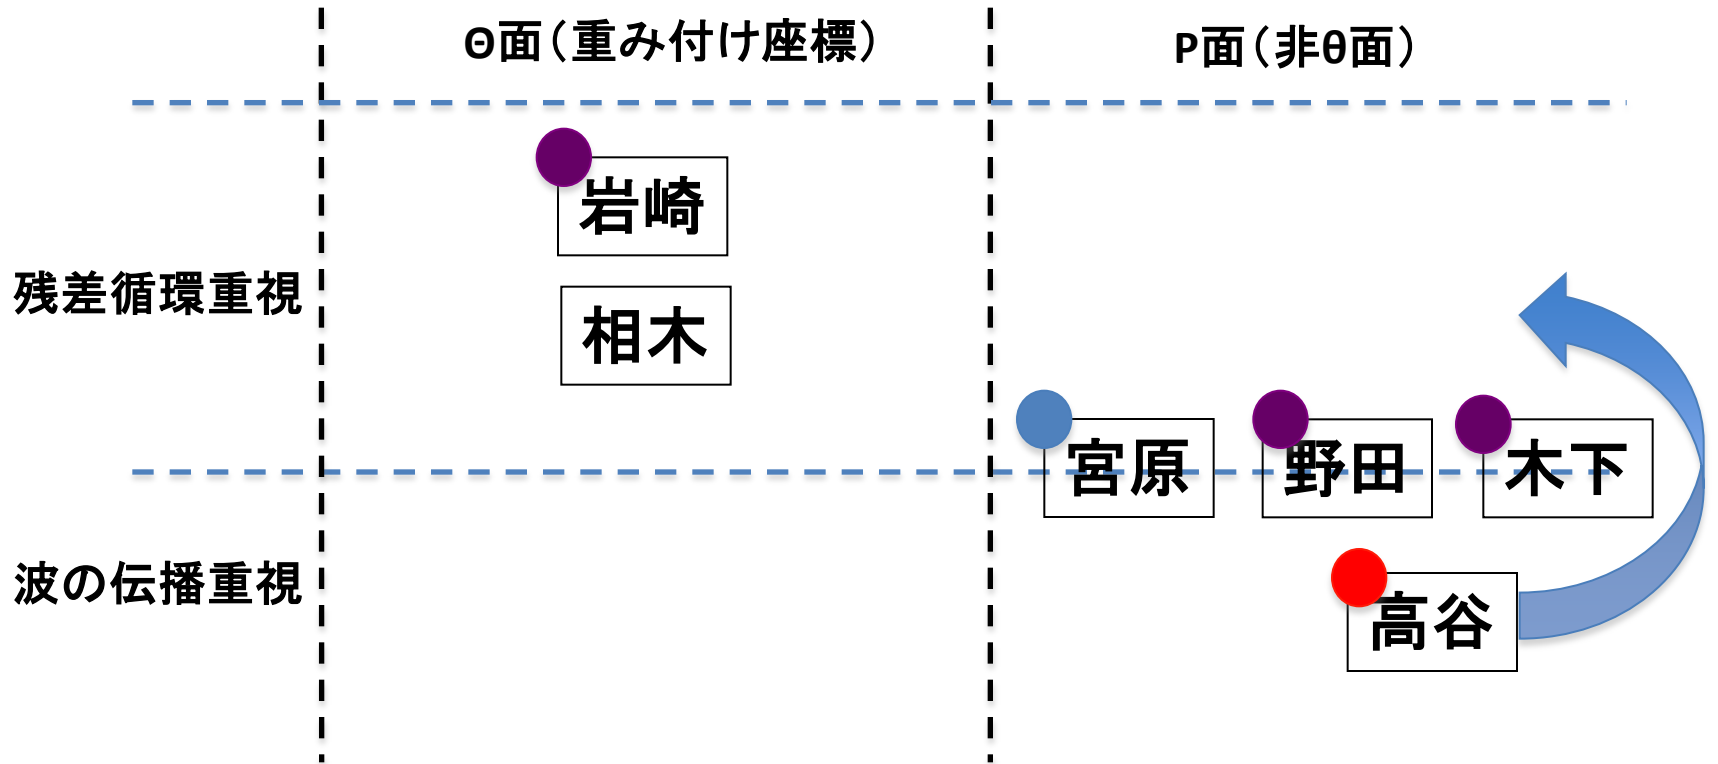 Θ面（重み付け座標）
P面（非θ面）
残差循環重視
岩崎
相木
宮原
野田
木下
波の伝播重視
高谷